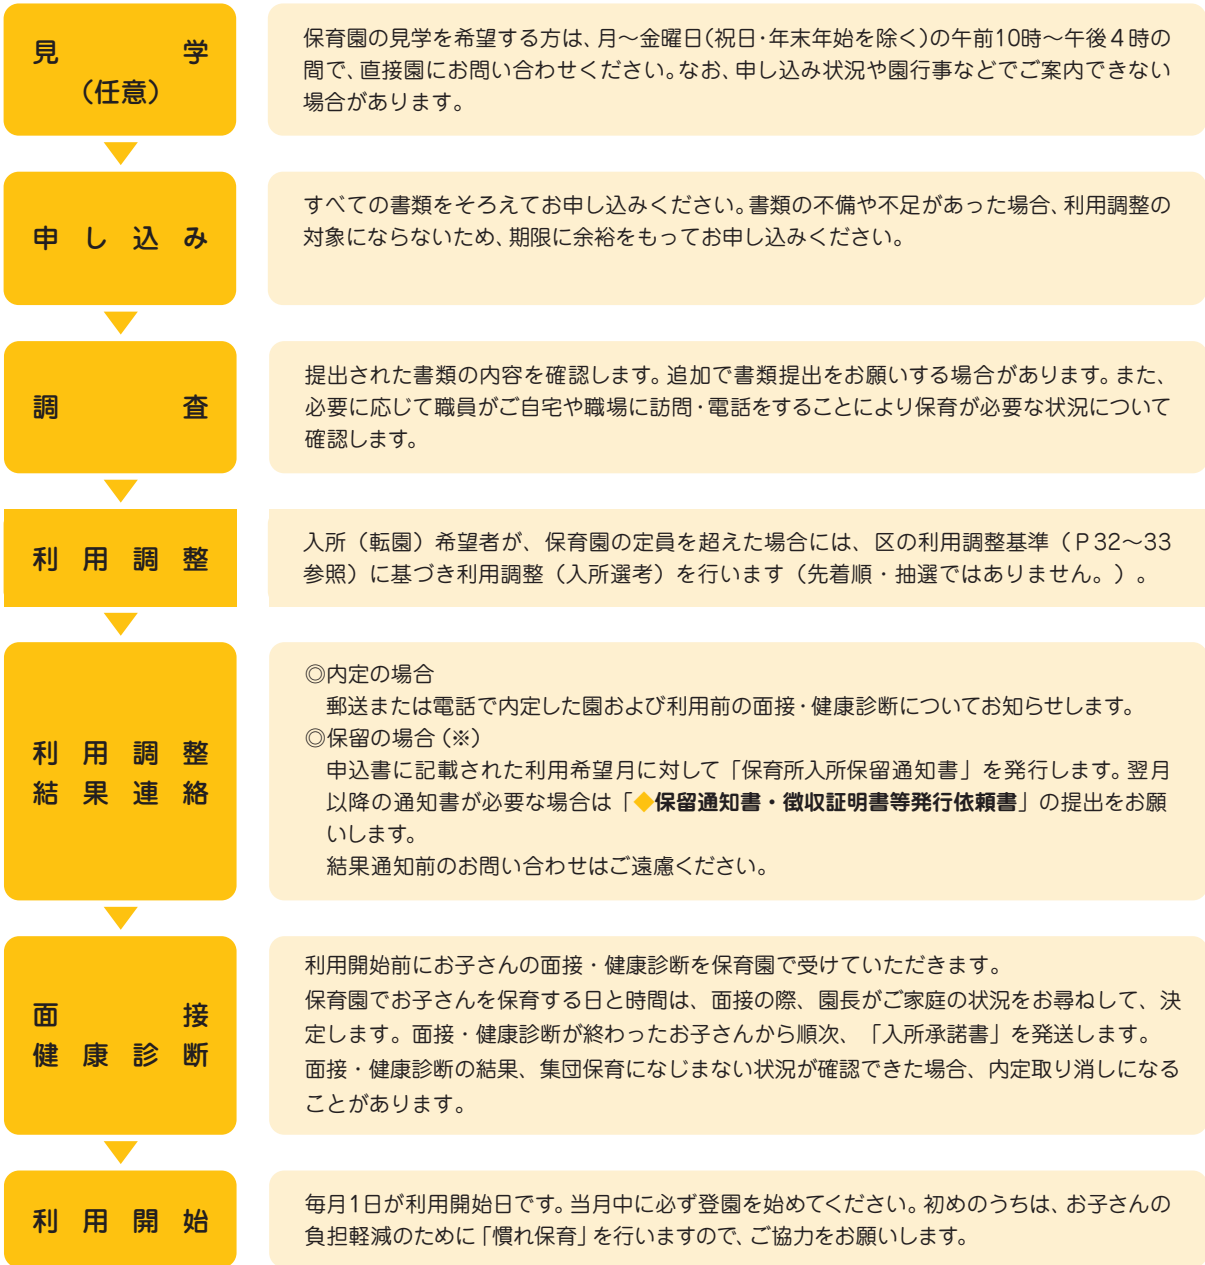 見学
（任意）
保育園の見学を希望する方は、月～金曜日（祝日・年末年始を除く）の午前10時～午後４時の
間で、直接園にお問い合わせください。なお、申し込み状況や園行事などでご案内できない
場合があります。
申し込み
すべての書類をそろえてお申し込みください。書類の不備や不足があった場合、利用調整の
対象にならないため、期限に余裕をもってお申し込みください。
調査
提出された書類の内容を確認します。追加で書類提出をお願いする場合があります。また、
必要に応じて職員がご自宅や職場に訪問・電話をすることにより保育が必要な状況について
確認します。
利用調整
入所（転園）希望者が、保育園の定員を超えた場合には、区の利用調整基準（Ｐ32～33
参照）に基づき利用調整（入所選考）を行います（先着順・抽選ではありません。）。
利用調整
結果連絡
◎内定の場合
郵送または電話で内定した園および利用前の面接・健康診断についてお知らせします。
◎保留の場合（※）
申込書に記載された利用希望月に対して「保育所入所保留通知書」を発行します。翌月
以降の通知書が必要な場合は「◆保留通知書・徴収証明書等発行依頼書」の提出をお願
いします。
結果通知前のお問い合わせはご遠慮ください。
面接
健康診断
利用開始前にお子さんの面接・健康診断を保育園で受けていただきます。
保育園でお子さんを保育する日と時間は、面接の際、園長がご家庭の状況をお尋ねして、決
定します。面接・健康診断が終わったお子さんから順次、「入所承諾書」を発送します。
面接・健康診断の結果、集団保育になじまない状況が確認できた場合、内定取り消しになる
ことがあります。
利用開始
毎月1日が利用開始日です。当月中に必ず登園を始めてください。初めのうちは、お子さんの
負担軽減のために「慣れ保育」を行いますので、ご協力をお願いします。